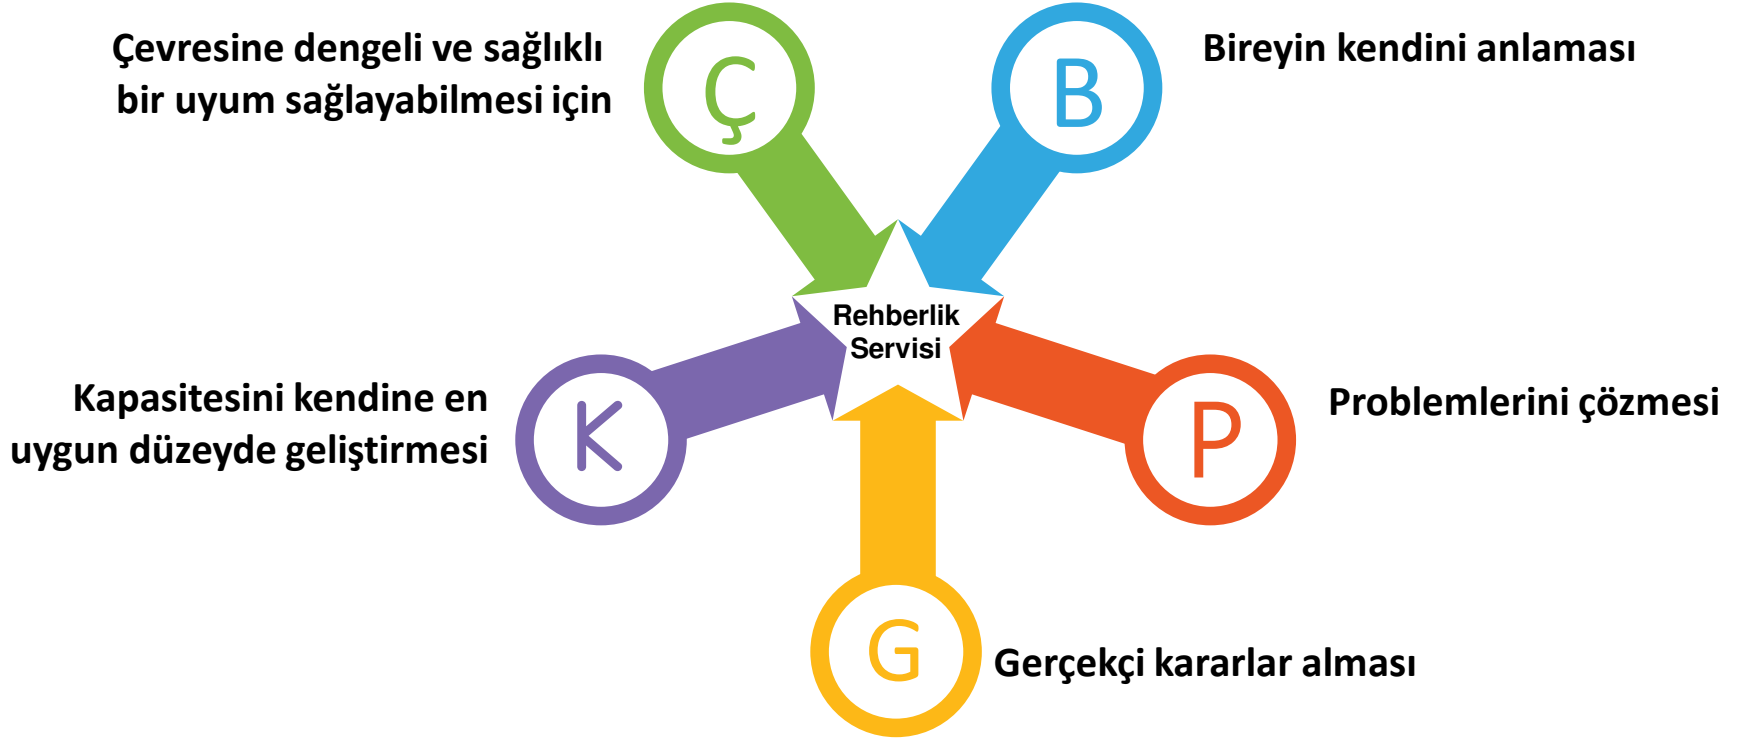 Çevresine dengeli ve sağlıklı
bir uyum sağlayabilmesi için
Ç
B
Bireyin kendini anlaması
Rehberlik
Servisi
Kapasitesini kendine en
uygun düzeyde geliştirmesi
K
P
Problemlerini çözmesi
G
Gerçekçi kararlar alması